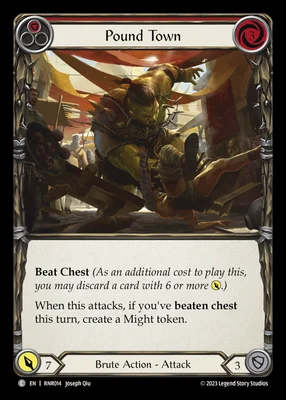 Pound Town
3
Beat Chest (As an additional cost to play this,
you may discard a card with 6 or more .)
When this attacks, if you've beaten chest
this turn, create a Might token.
7
Brute Action - Attack
3
C EN | RNR014 Joseph Qiu
© 2023 Legend Story Studios